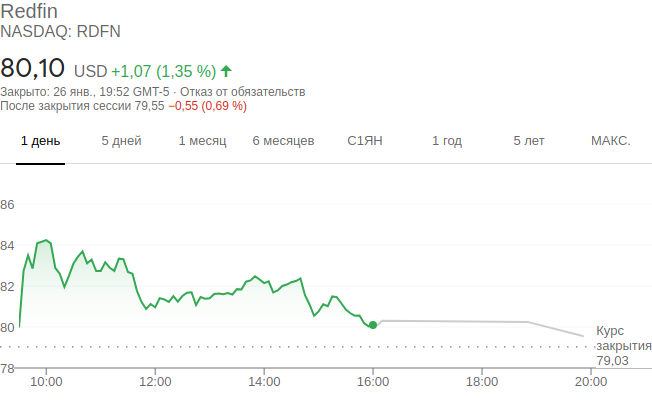 Redfin
NASDAQ: RDFN
80,10 USD +1,07 (1,35 %)
Закрыто: 26 янв., 19:52 GMT-5 · Отказ от обязательств
После закрытия сессии 79,55 −0,55 (0,69 %)
1 день 5 дней 1 месяц 6 месяцев С1ЯН 1 год 5 лет МАКС.
86
84
82
80
Курс
закрытия
79,03
78
10:00 12:00 14:00 16:00 18:00 20:00